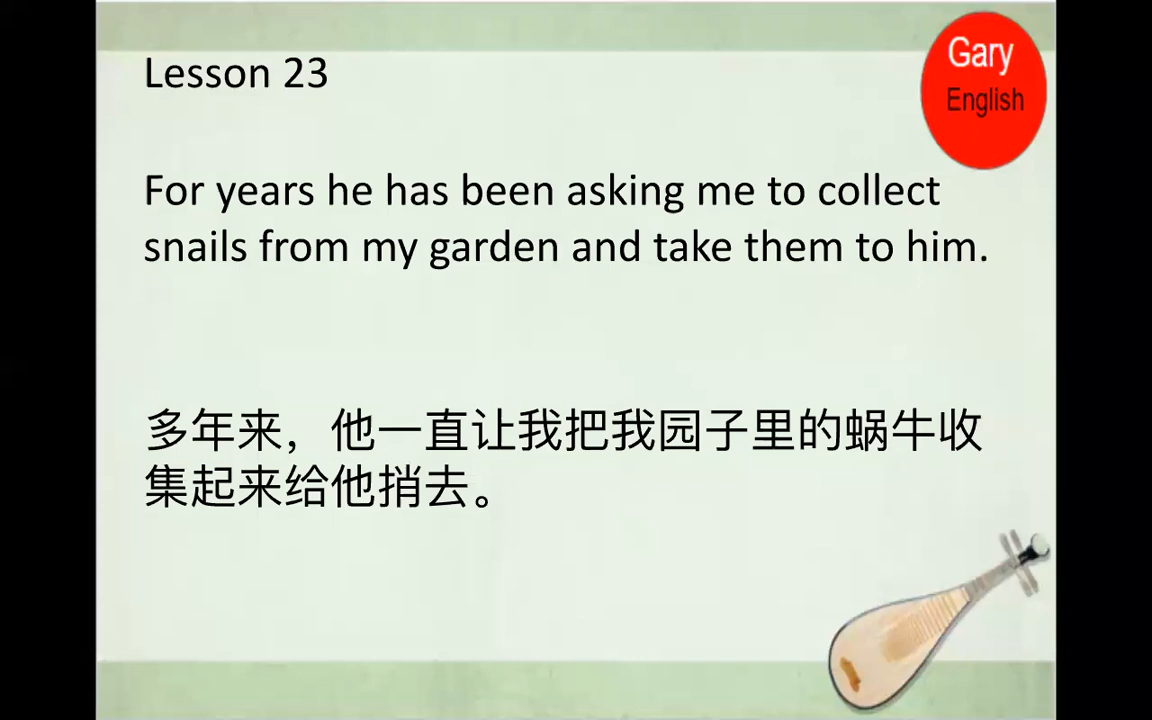 Lesson 23
Gary
English
For years he has been asking me to collect
snails from my garden and take them to him.
多年来，他一直让我把我园子里的蜗牛收
集起来给他捎去。